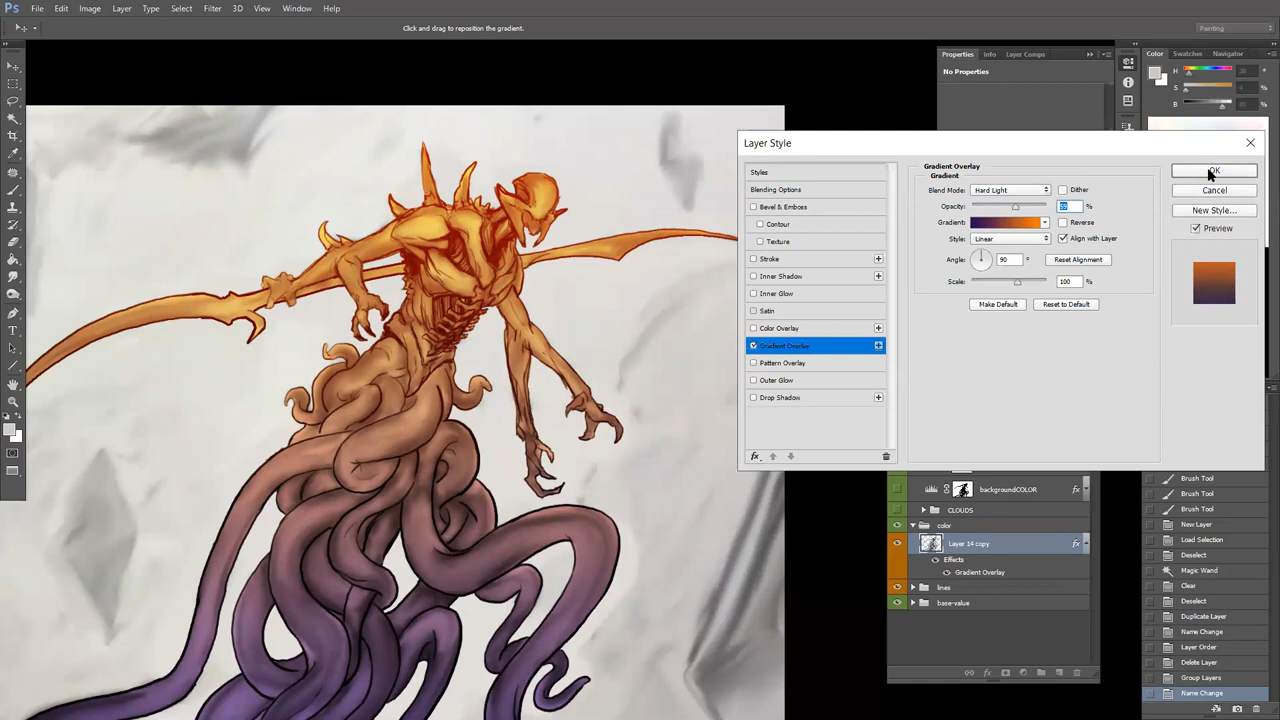 Ps File Edit Image Layer Type Select Filter 3D View Window Help
Click and drag to reposition the gradient.
Painting
Properties Info Layer Comps
No Properties
Color Swatches Navigator
H
S
B
%
%
Layer Style
Styles
Blending Options
Bevel & Emboss
Contour
Texture
Stroke
Inner Shadow
Inner Glow
Satin
Color Overlay
Gradient Overlay
Pattern Overlay
Outer Glow
Drop Shadow
fx
Gradient Overlay
Gradient
Blend Mode: Hard Light
Dither
Opacity: %
Gradient: Reverse
Style: Linear
Align with Layer
Angle: 90 °
Reset Alignment
Scale: 100 %
Make Default
Reset to Default
OK
Cancel
New Style...
Preview
backgroundCOLOR fx
CLOUDS
color
Layer 14 copy fx
Effects
Gradient Overlay
lines
base-value
fx
Brush Tool
Brush Tool
Brush Tool
New Layer
Load Selection
Deselect
Magic Wand
Clear
Deselect
Duplicate Layer
Name Change
Layer Order
Delete Layer
Group Layers
Name Change